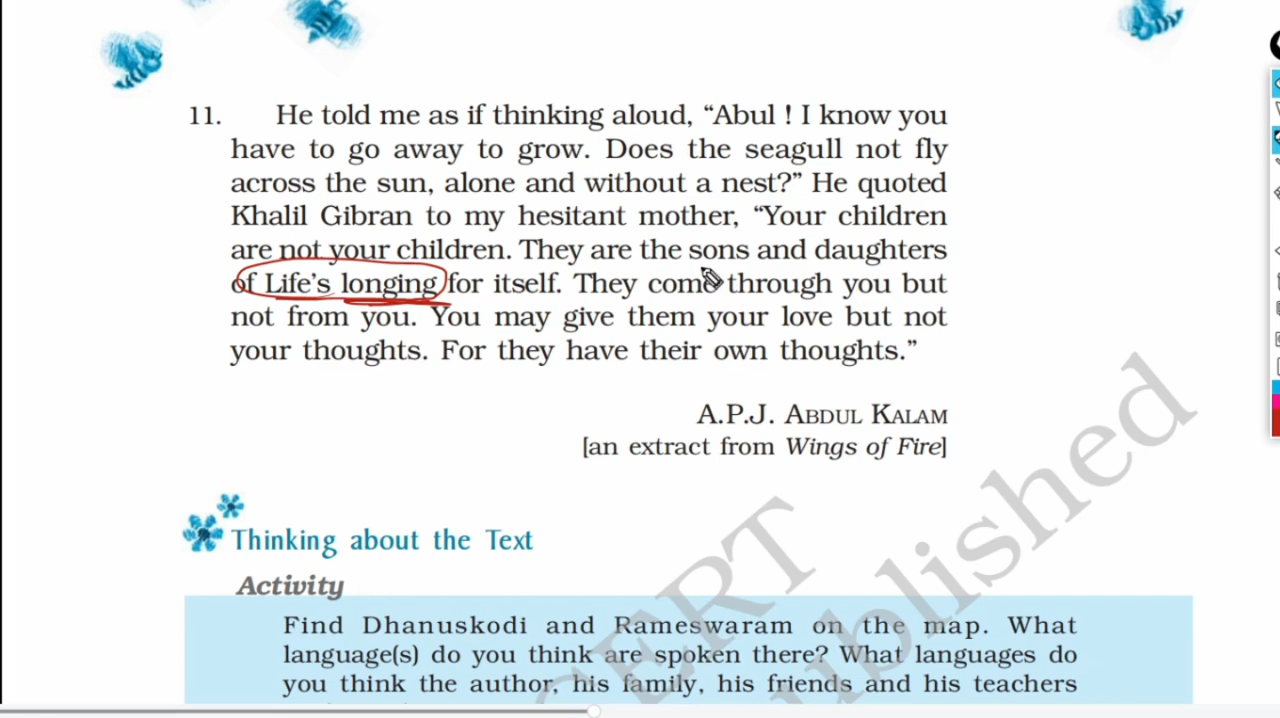 11. He told me as if thinking aloud, “Abul ! I know you
have to go away to grow. Does the seagull not fly
across the sun, alone and without a nest?” He quoted
Khalil Gibran to my hesitant mother, “Your children
are not your children. They are the sons and daughters
of Life’s longing for itself. They come through you but
not from you. You may give them your love but not
your thoughts. For they have their own thoughts.”
A.P.J. ABDUL KALAM
[an extract from Wings of Fire]
Thinking about the Text
Activity
Find Dhanuskodi and Rameswaram on the map. What
language(s) do you think are spoken there? What languages do
you think the author, his family, his friends and his teachers